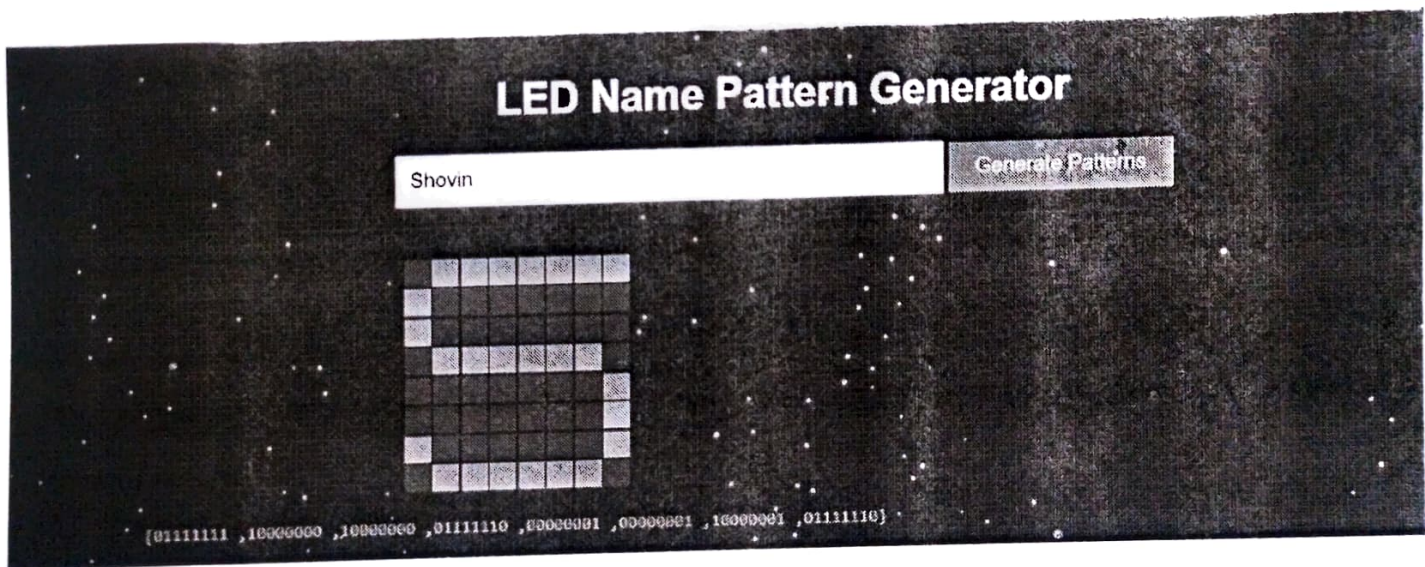 LED Name Pattern Generator
Shovin
Generate Patterns
{01111111 ,10000000 ,10000000 ,01111110 ,00000001 ,00000001 ,10000001 ,01111110}